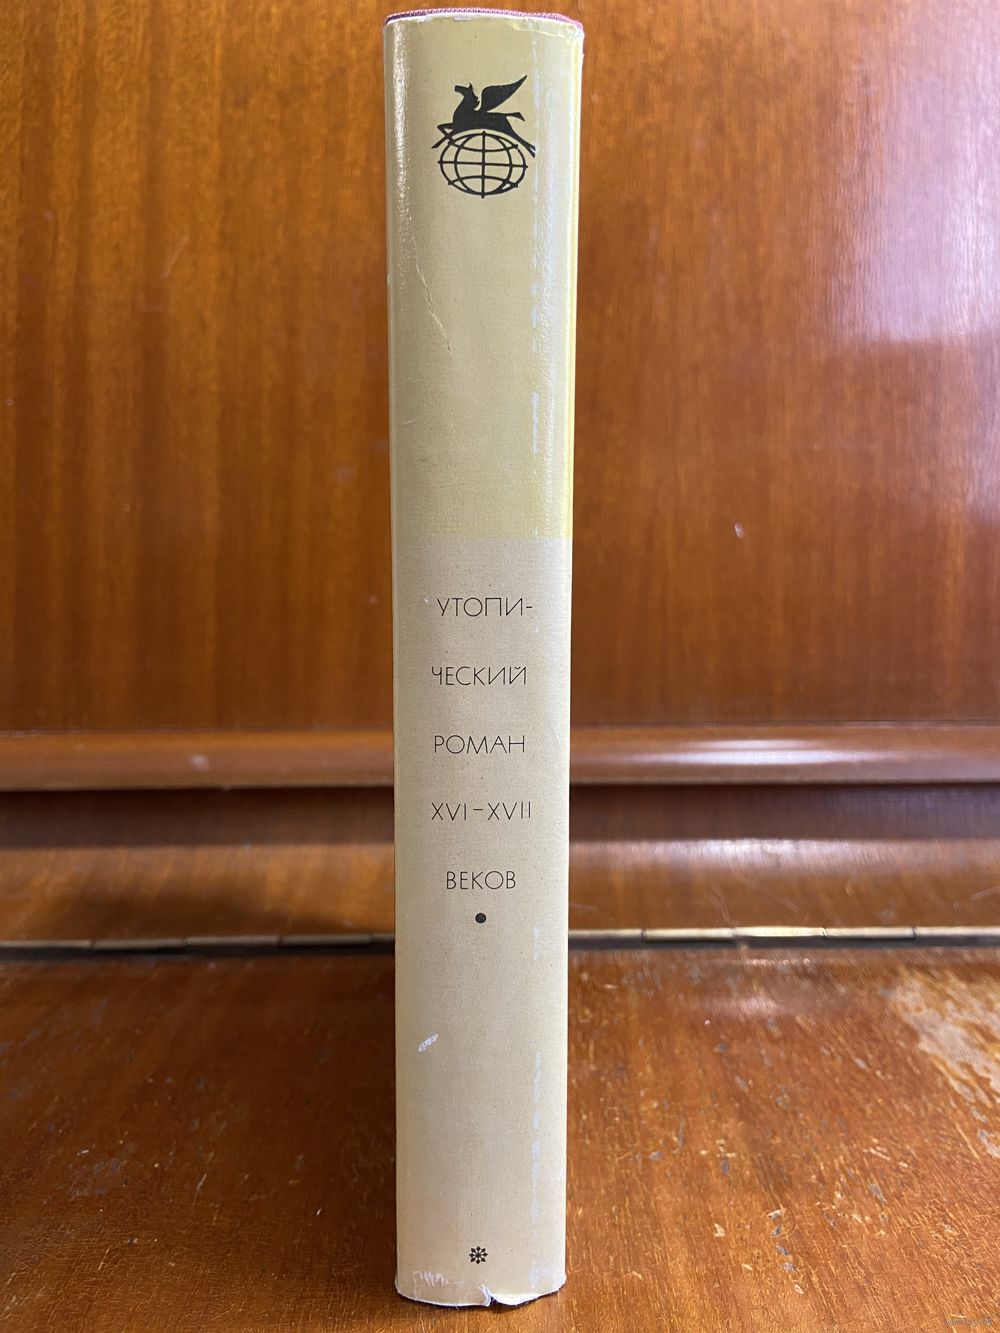 УТОПИ-
ЧЕСКИЙ
РОМАН
XVI–XVII
ВЕКОВ